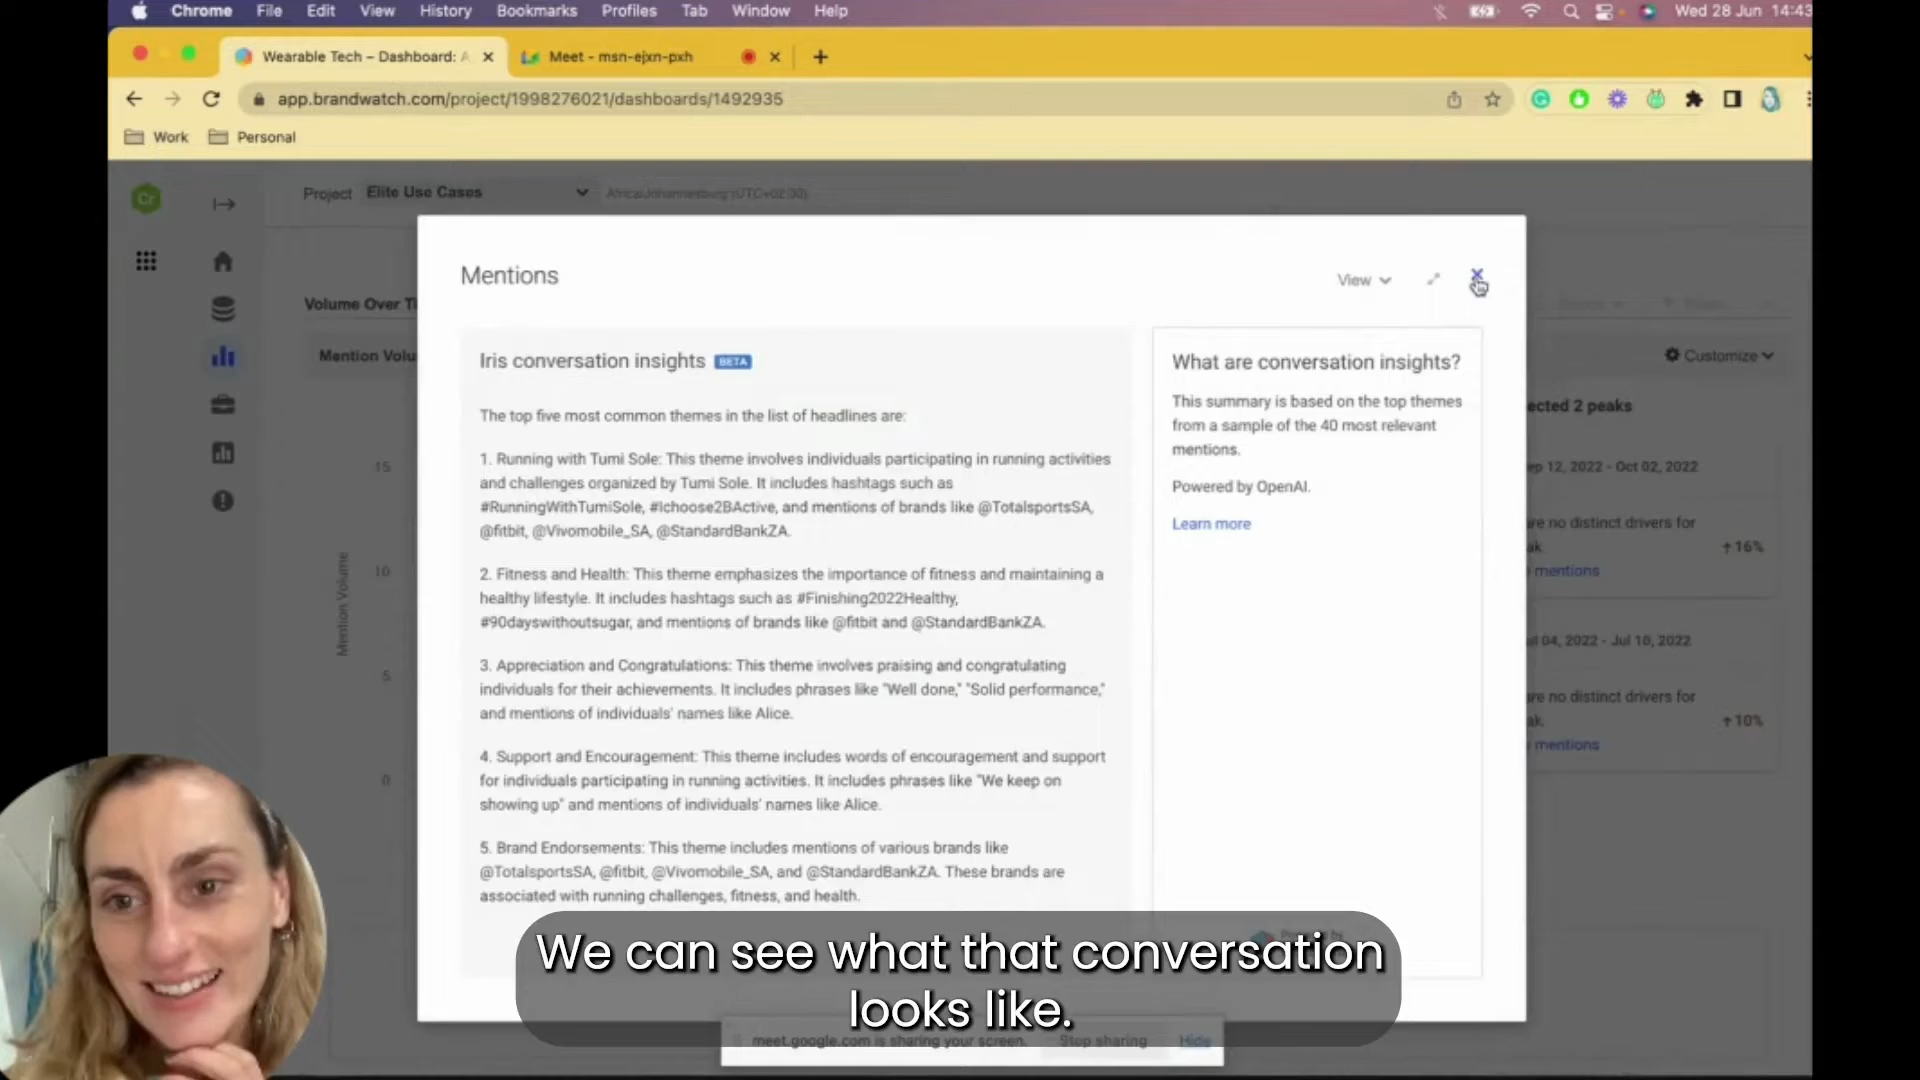 Chrome File Edit View History Bookmarks Profiles Tab Window Help Wed 28 Jun 14:43
Wearable Tech – Dashboard: A
Meet - msn-ejxn-pxh
app.brandwatch.com/project/1998276021/dashboards/1492935
Work Personal
Cr
Project Elite Use Cases Africa/Johannesburg (UTC+02:00)
Volume Over Ti
Mention Volu
Customize
Mention Volume
15
10
5
0
Mentions
View
Iris conversation insights BETA
The top five most common themes in the list of headlines are:
1. Running with Tumi Sole: This theme involves individuals participating in running activities
and challenges organized by Tumi Sole. It includes hashtags such as
#RunningWithTumiSole, #Ichoose2BActive, and mentions of brands like @TotalsportsSA,
@fitbit, @Vivomobile_SA, @StandardBankZA.
2. Fitness and Health: This theme emphasizes the importance of fitness and maintaining a
healthy lifestyle. It includes hashtags such as #Finishing2022Healthy,
#90dayswithoutsugar, and mentions of brands like @fitbit and @StandardBankZA.
3. Appreciation and Congratulations: This theme involves praising and congratulating
individuals for their achievements. It includes phrases like "Well done," "Solid performance,"
and mentions of individuals' names like Alice.
4. Support and Encouragement: This theme includes words of encouragement and support
for individuals participating in running activities. It includes phrases like "We keep on
showing up" and mentions of individuals' names like Alice.
5. Brand Endorsements: This theme includes mentions of various brands like
@TotalsportsSA, @fitbit, @Vivomobile_SA, and @StandardBankZA. These brands are
associated with running challenges, fitness, and health.
What are conversation insights?
This summary is based on the top themes
from a sample of the 40 most relevant
mentions.
Powered by OpenAI.
Learn more
ected 2 peaks
ep 12, 2022 - Oct 02, 2022
are no distinct drivers for
ak. 16%
mentions
ul 04, 2022 - Jul 10, 2022
are no distinct drivers for
ak. 10%
mentions
We can see what that conversation
looks like.
meet.google.com is sharing your screen. Stop sharing Hide